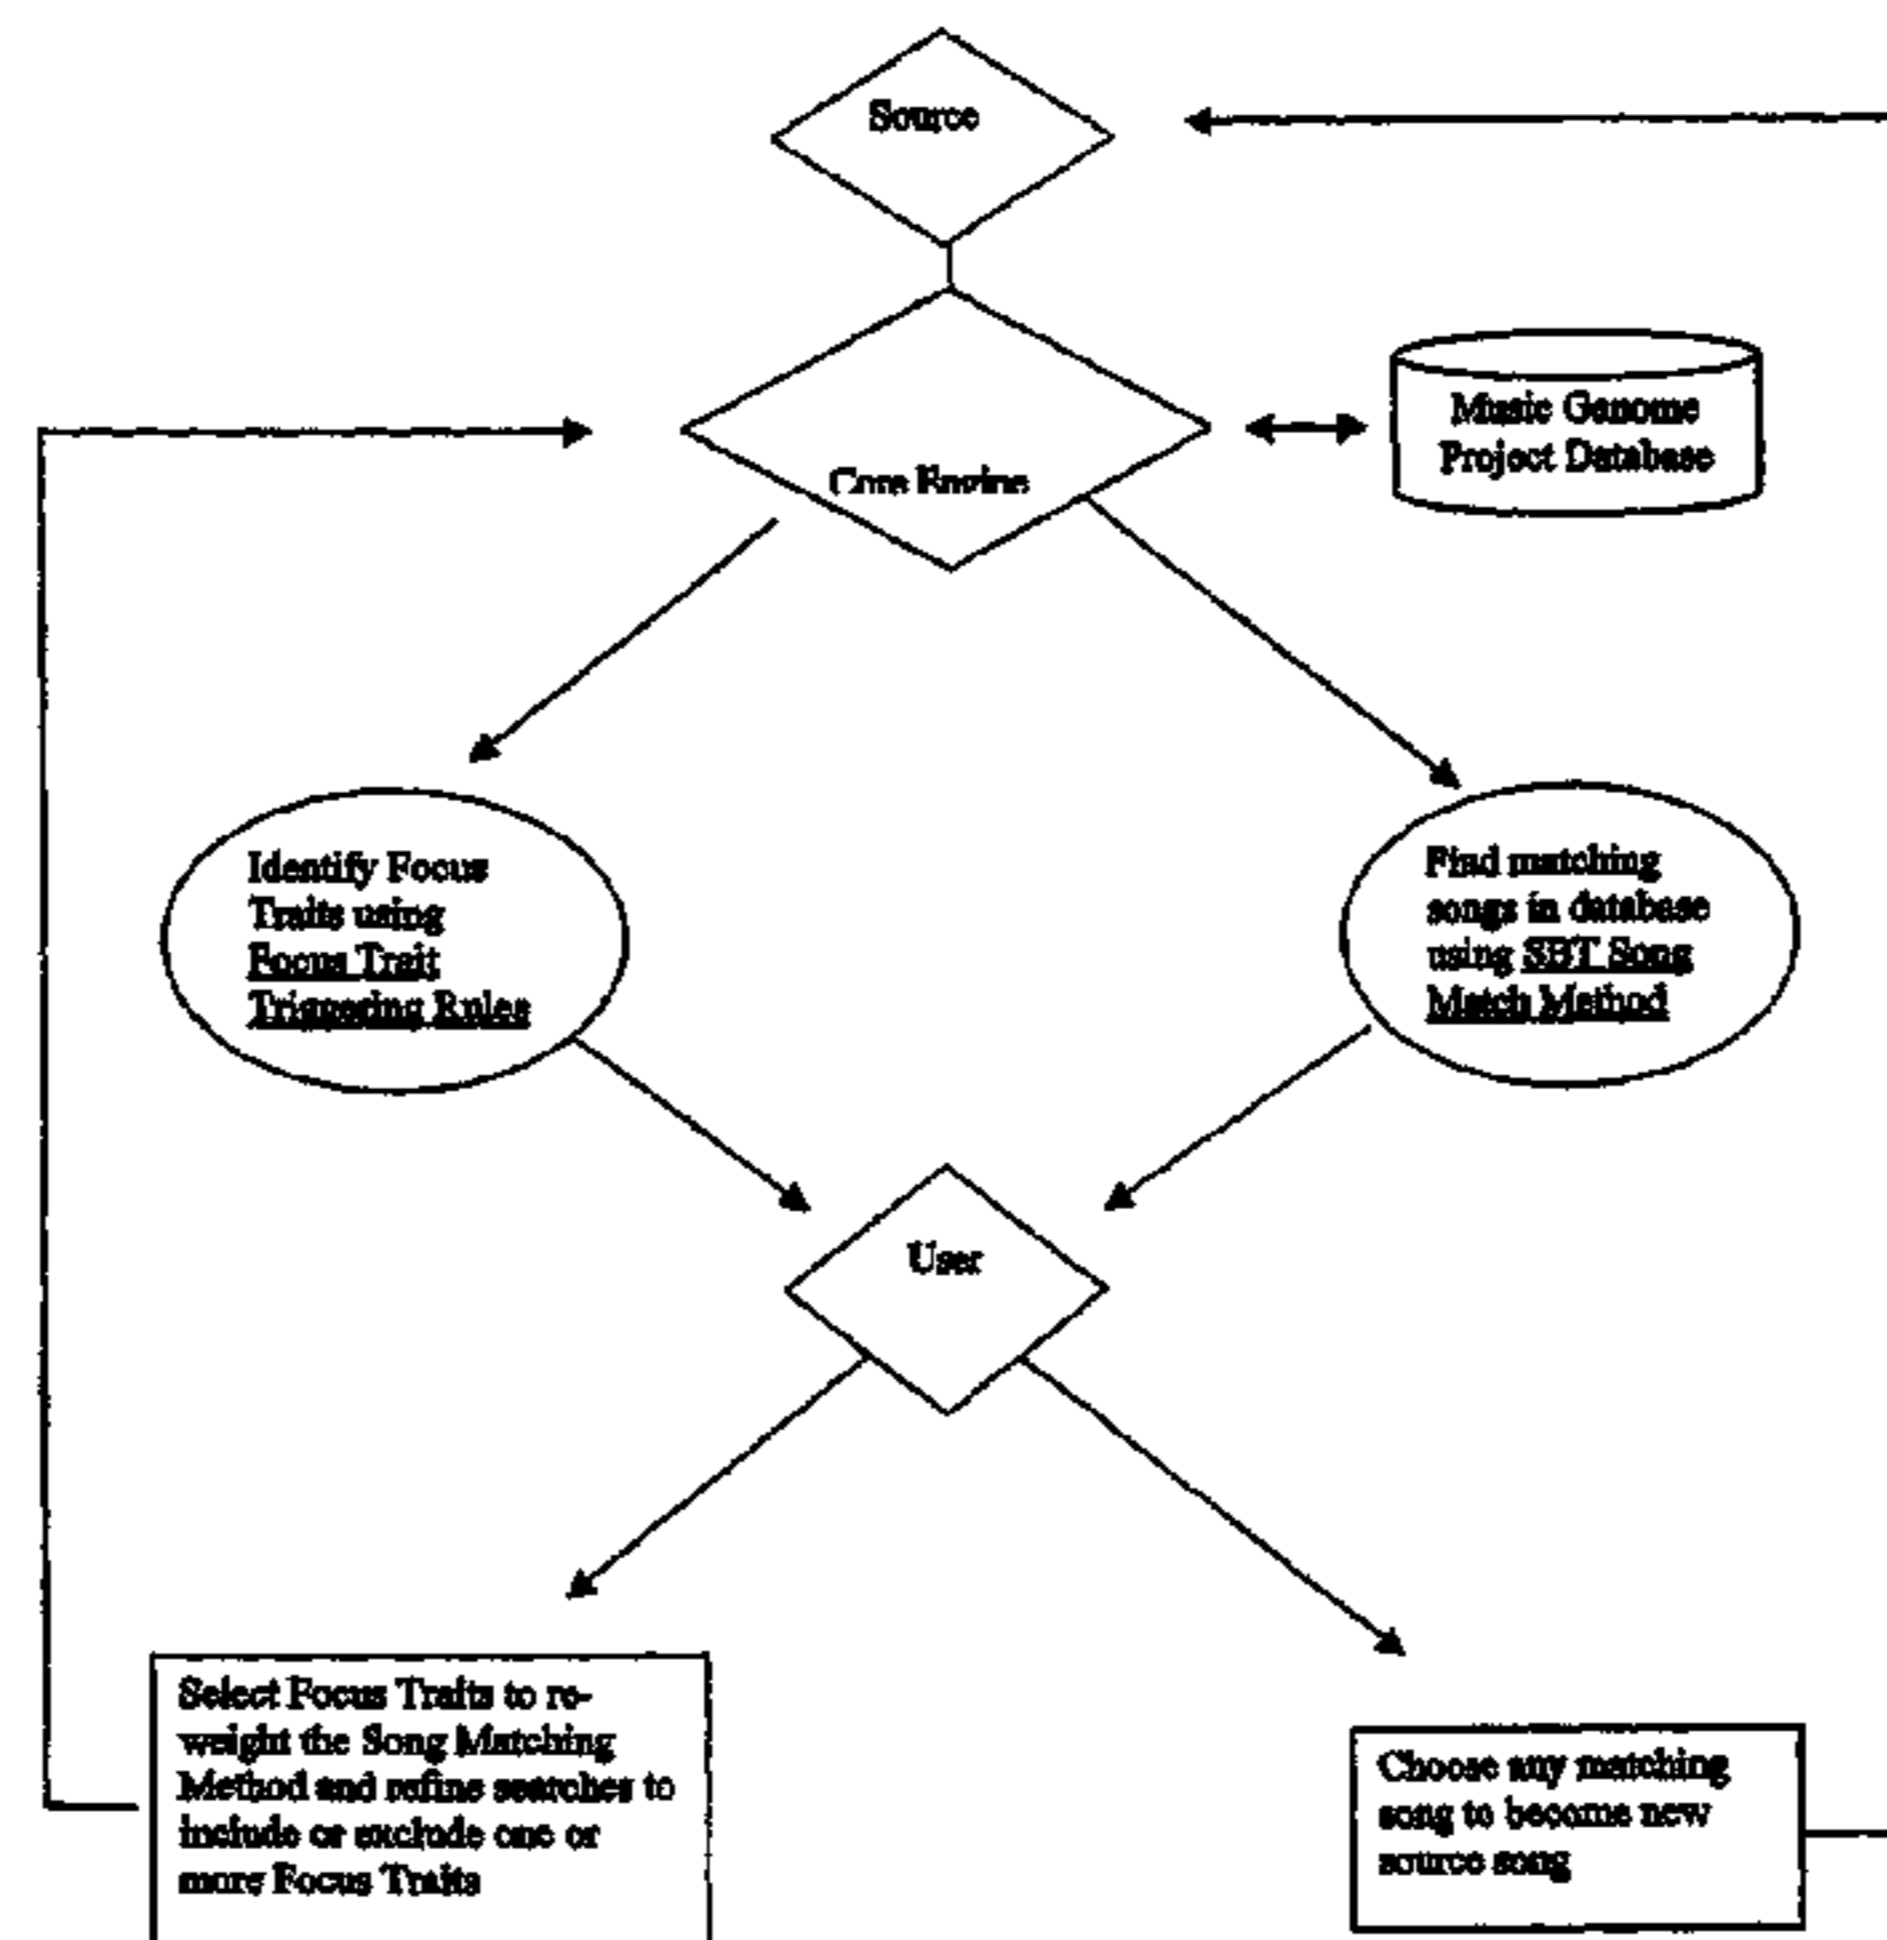 Source
Music Genome
Project Database
Core Engine
Identify Focus
Traits using
Focus Trait
Triggering Rules
Find matching
songs in database
using SBT Song
Match Method
User
Select Focus Traits to re-
weight the Song Matching
Method and refine searches to
include or exclude one or
more Focus Traits
Choose any matching
song to become new
source song